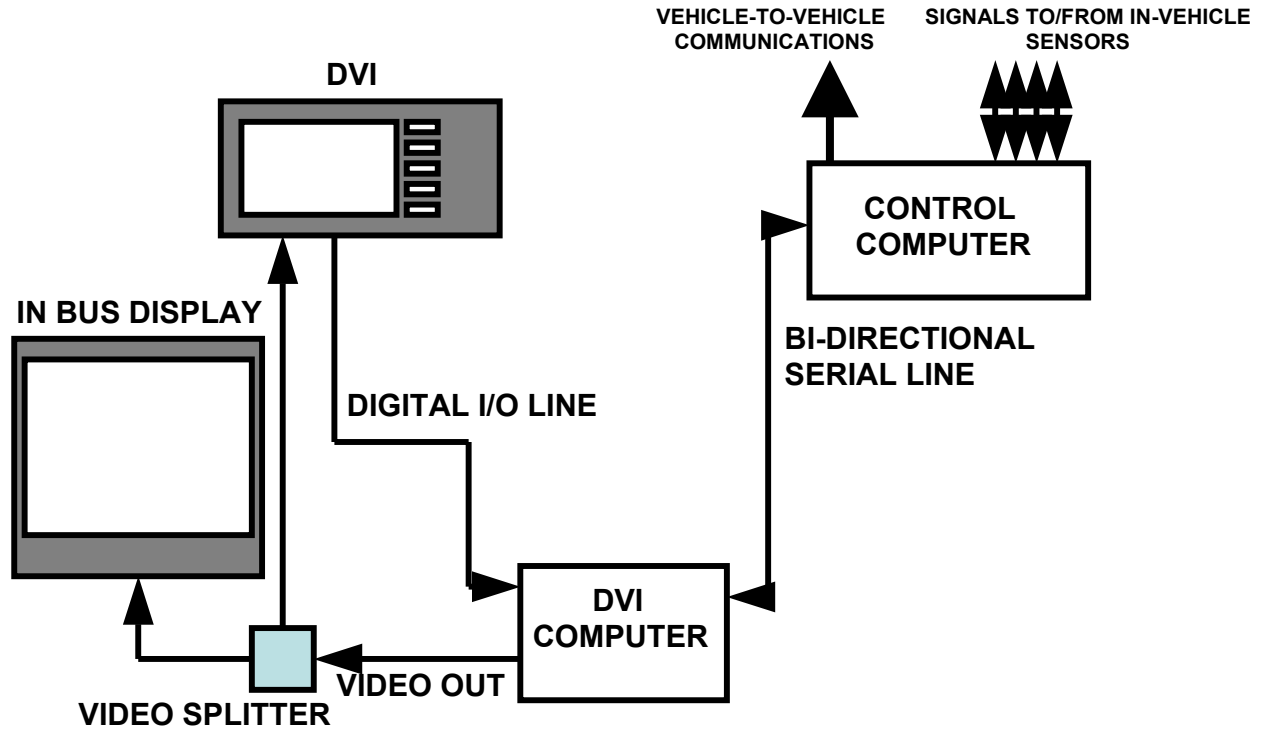 VEHICLE-TO-VEHICLE
COMMUNICATIONS
SIGNALS TO/FROM IN-VEHICLE
SENSORS
DVI
CONTROL
COMPUTER
IN BUS DISPLAY
BI-DIRECTIONAL
SERIAL LINE
DIGITAL I/O LINE
DVI
COMPUTER
VIDEO OUT
VIDEO SPLITTER